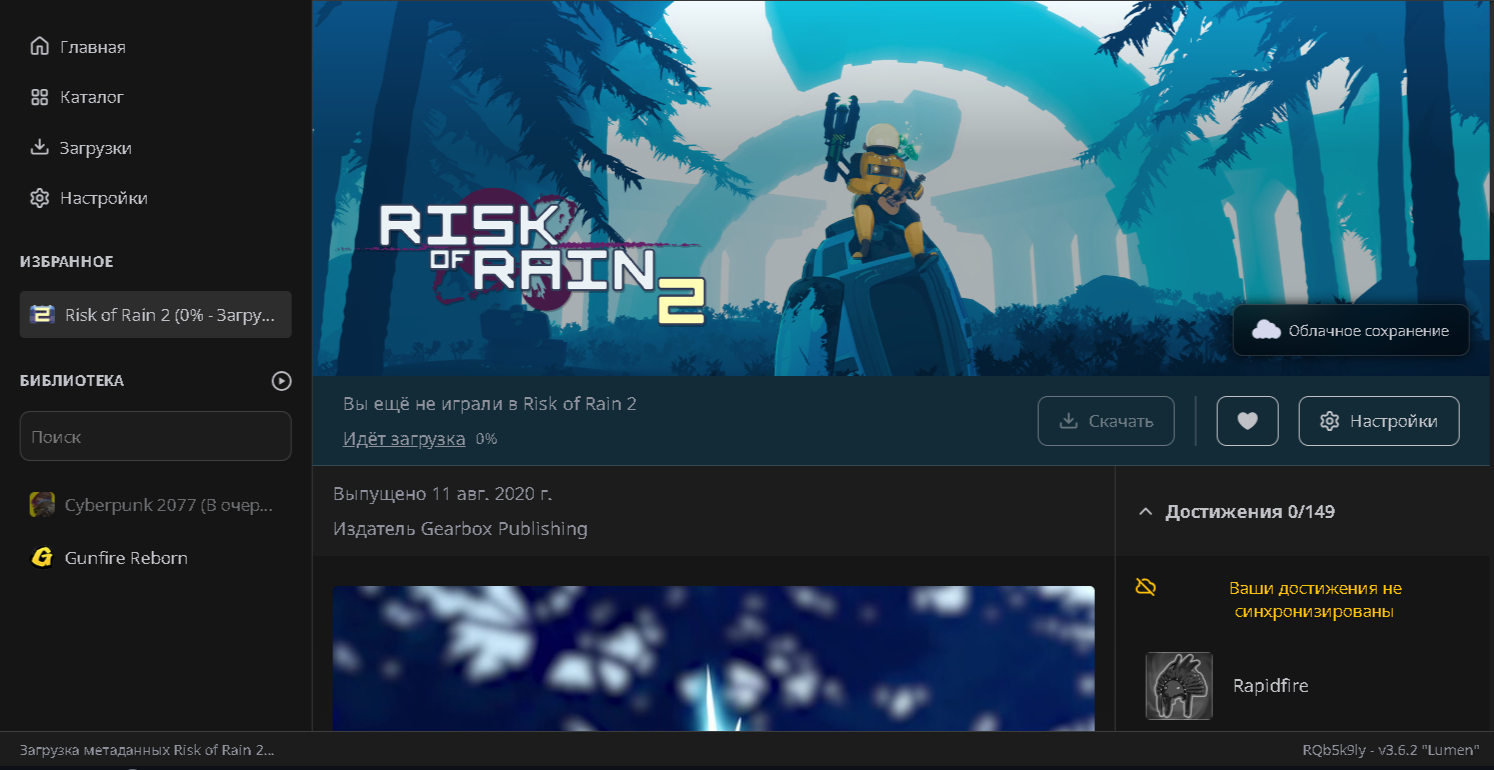 Главная
Каталог
Загрузки
Настройки
ИЗБРАННОЕ
Risk of Rain 2 (0% - Загру...
БИБЛИОТЕКА
Поиск
Cyberpunk 2077 (В очер...
Gunfire Reborn
RISK
OF RAIN
2
Облачное сохранение
Вы ещё не играли в Risk of Rain 2
Идёт загрузка 0%
Скачать
Настройки
Выпущено 11 авг. 2020 г.
Издатель Gearbox Publishing
Достижения 0/149
Ваши достижения не
синхронизированы
Rapidfire
Загрузка метаданных Risk of Rain 2...
RQb5k9ly - v3.6.2 "Lumen"